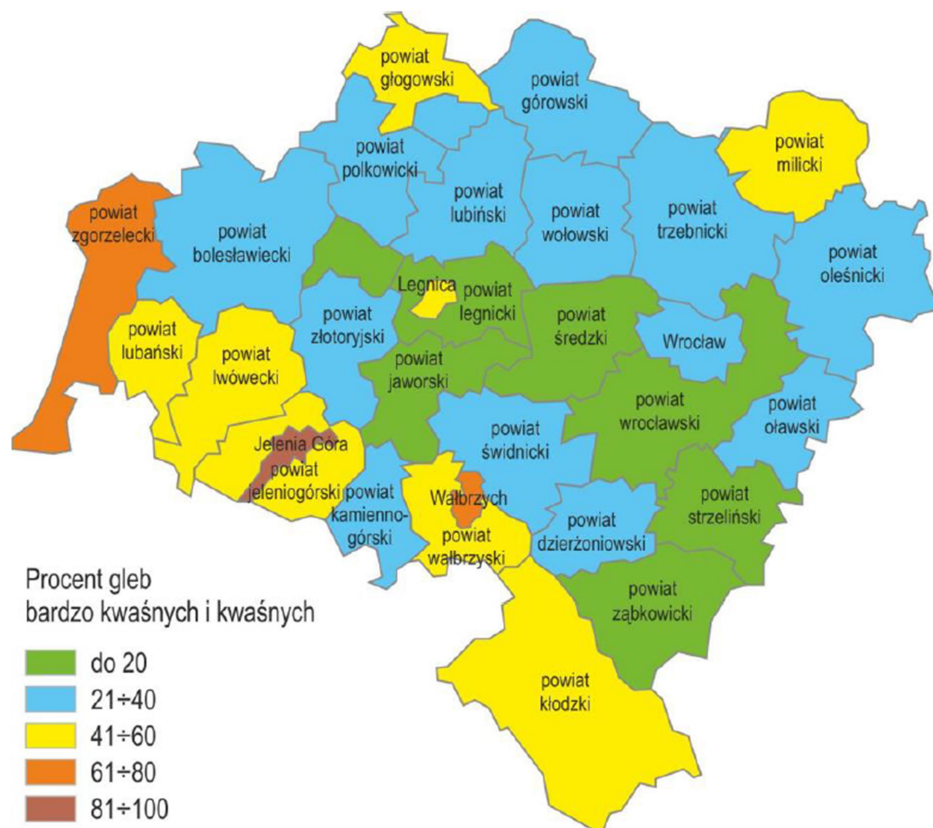 powiat
głogowski
powiat
górowski
powiat
milicki
powiat
polkowicki
powiat
lubiński
powiat
wołowski
powiat
trzebnicki
powiat
oleśnicki
powiat
zgorzelecki
powiat
bolesławiecki
Legnica
powiat
legnicki
powiat
średzki
Wrocław
powiat
lubański
powiat
lwówecki
powiat
złotoryjski
powiat
jaworski
powiat
wrocławski
powiat
oławski
Jelenia Góra
powiat
jeleniogórski
powiat
kamienno-
górski
powiat
świdnicki
Wałbrzych
powiat
wałbrzyski
powiat
dzierżoniowski
powiat
strzeliński
powiat
ząbkowicki
powiat
kłodzki
Procent gleb
bardzo kwaśnych i kwaśnych
do 20
21÷40
41÷60
61÷80
81÷100